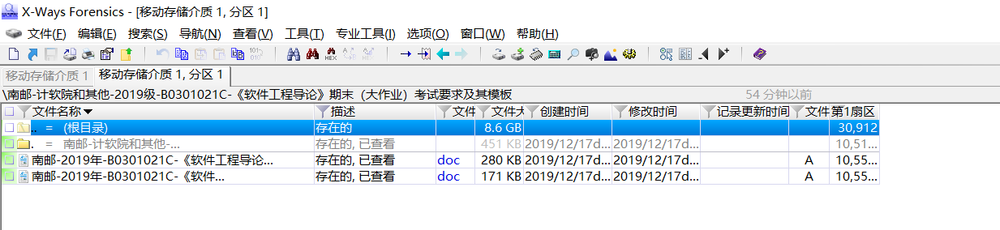 X-Ways Forensics - [移动存储介质 1, 分区 1]
文件(F) 编辑(E) 搜索(S) 导航(N) 查看(V) 工具(T) 专业工具(I) 选项(O) 窗口(W) 帮助(H)
移动存储介质 1 移动存储介质 1, 分区 1
\南邮-计软院和其他-2019级-B0301021C-《软件工程导论》期末（大作业）考试要求及其模板 54 分钟以前
文件名称 描述 文件 文件大 创建时间 修改时间 记录更新时间 文件 第1扇区
.. = (根目录) 存在的 8.6 GB 30,912
. = 南邮-计软院和其他-... 存在的, 已查看 451 KB 2019/12/17d... 2019/12/17d... 10,51...
南邮-2019年-B0301021C-《软件工程导论... 存在的, 已查看 doc 280 KB 2019/12/17d... 2019/12/17d... A 10,55...
南邮-2019年-B0301021C-《软件... 存在的, 已查看 doc 171 KB 2019/12/17d... 2019/12/17d... A 10,55...